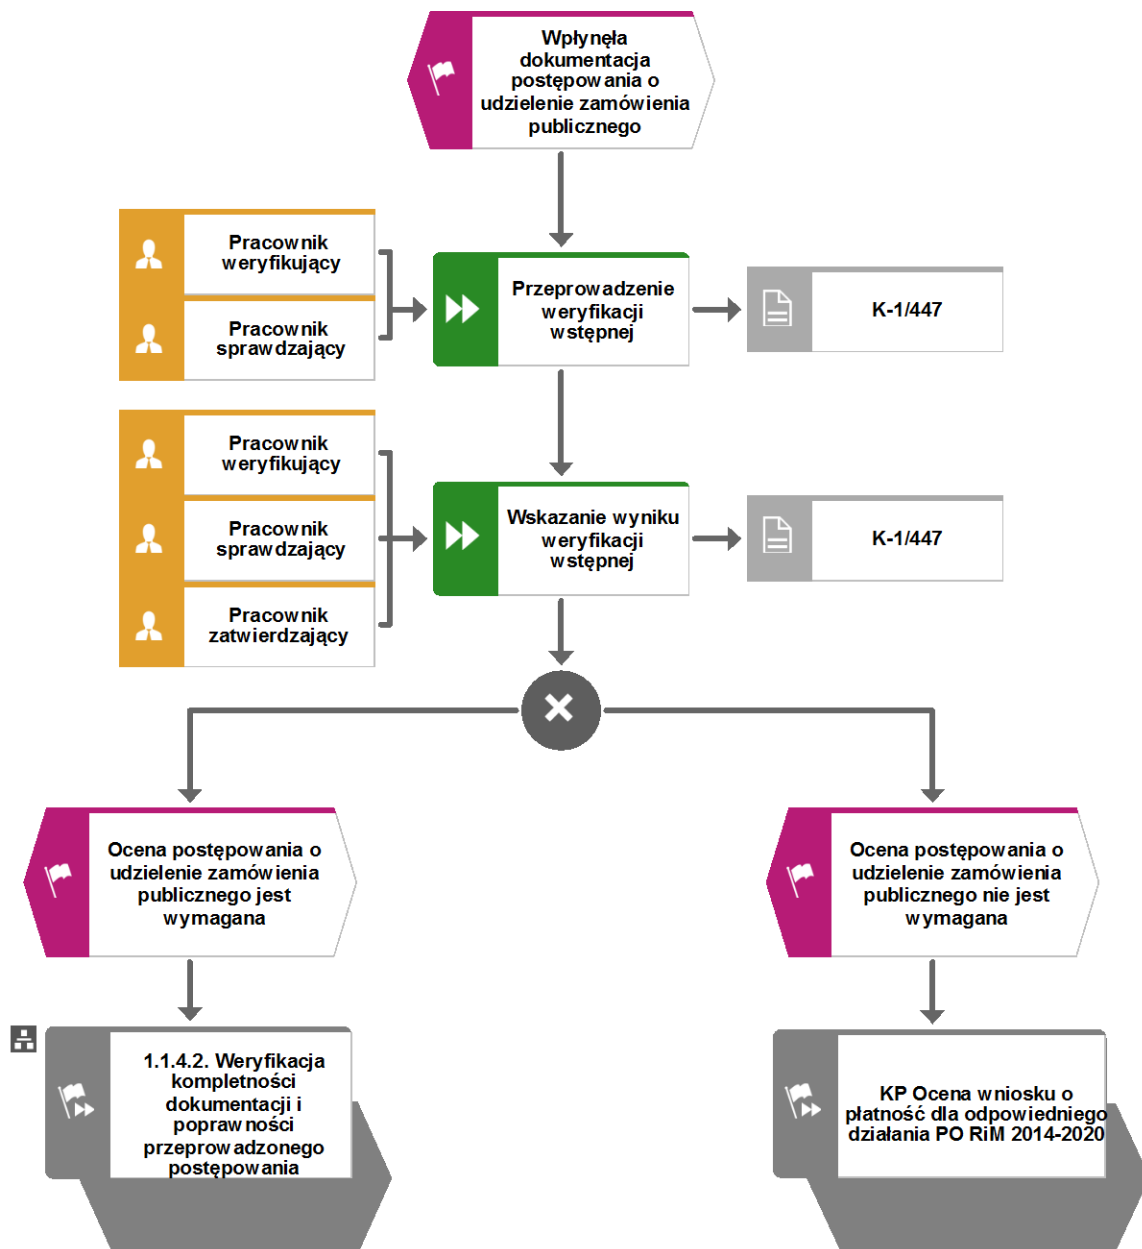 Wpłynęła
dokumentacja
postępowania o
udzielenie zamówienia
publicznego
Pracownik
weryfikujący
Pracownik
sprawdzający
Przeprowadzenie
weryfikacji
wstępnej
K-1/447
Pracownik
weryfikujący
Pracownik
sprawdzający
Pracownik
zatwierdzający
Wskazanie wyniku
weryfikacji
wstępnej
K-1/447
Ocena postępowania o
udzielenie zamówienia
publicznego jest
wymagana
Ocena postępowania o
udzielenie zamówienia
publicznego nie jest
wymagana
1.1.4.2. Weryfikacja
kompletności
dokumentacji i
poprawności
przeprowadzonego
postępowania
KP Ocena wniosku o
płatność dla odpowiedniego
działania PO RiM 2014-2020